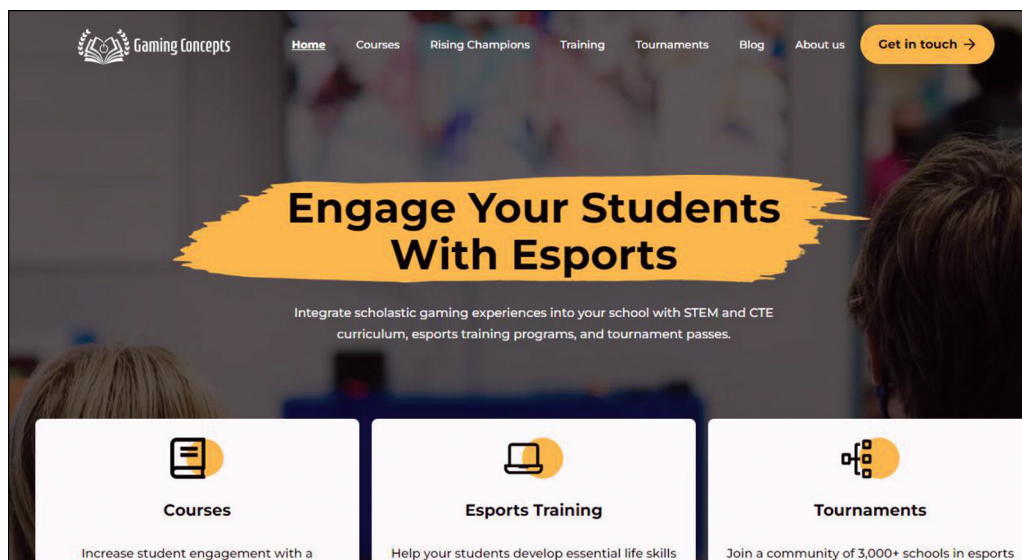 Gaming Concepts
Home Courses Rising Champions Training Tournaments Blog About us Get in touch →
Engage Your Students
With Esports
Integrate scholastic gaming experiences into your school with STEM and CTE
curriculum, esports training programs, and tournament passes.
Courses
Esports Training
Tournaments
Increase student engagement with a
Help your students develop essential life skills
Join a community of 3,000+ schools in esports